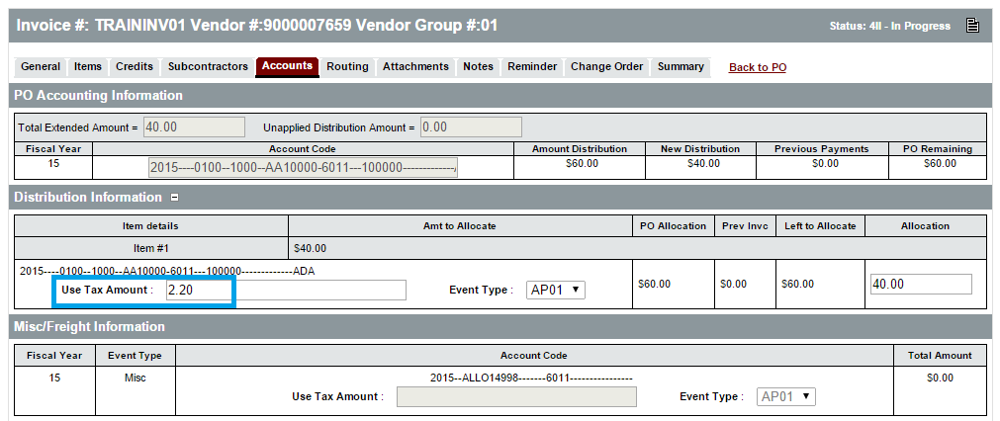 Invoice #: TRAININV01 Vendor #:9000007659 Vendor Group #:01 Status: 4II - In Progress
General Items Credits Subcontractors Accounts Routing Attachments Notes Reminder Change Order Summary Back to PO
PO Accounting Information
Total Extended Amount = 40.00 Unapplied Distribution Amount = 0.00
Fiscal Year Account Code Amount Distribution New Distribution Previous Payments PO Remaining
15 2015----0100--1000--AA10000-6011---100000-------------A $60.00 $40.00 $0.00 $60.00
Distribution Information
Item details Amt to Allocate PO Allocation Prev Invc Left to Allocate Allocation
Item #1 $40.00
2015----0100--1000--AA10000-6011---100000-------------ADA
Use Tax Amount : 2.20 Event Type : AP01 $60.00 $0.00 $60.00 40.00
Misc/Freight Information
Fiscal Year Event Type Account Code Total Amount
15 Misc 2015--ALLO14998-------6011---------------- $0.00
Use Tax Amount : Event Type : AP01